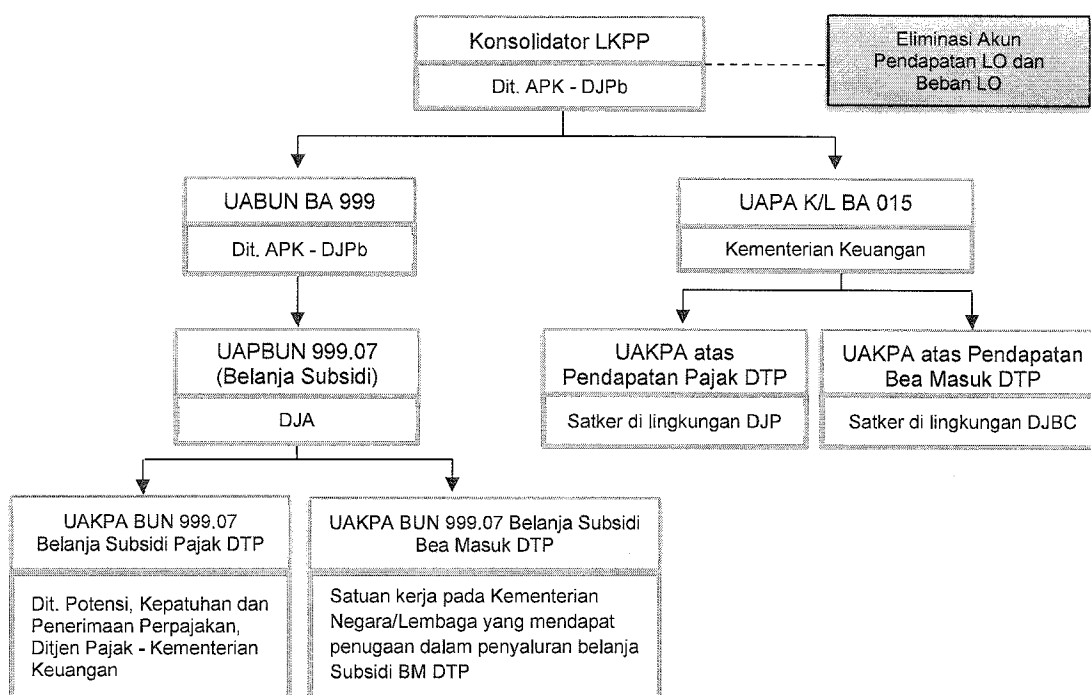 Konsolidator LKPP
Dit. APK - DJPb
Eliminasi Akun
Pendapatan LO dan
Beban LO
UABUN BA 999
Dit. APK - DJPb
UAPA K/L BA 015
Kementerian Keuangan
UAPBUN 999.07
(Belanja Subsidi)
DJA
UAKPA atas
Pendapatan Pajak DTP
Satker di lingkungan DJP
UAKPA atas Pendapatan
Bea Masuk DTP
Satker di lingkungan DJBC
UAKPA BUN 999.07
Belanja Subsidi Pajak DTP
Dit. Potensi, Kepatuhan dan
Penerimaan Perpajakan,
Ditjen Pajak - Kementerian
Keuangan
UAKPA BUN 999.07 Belanja Subsidi
Bea Masuk DTP
Satuan kerja pada Kementerian
Negara/Lembaga yang mendapat
penugaan dalam penyaluran belanja
Subsidi BM DTP